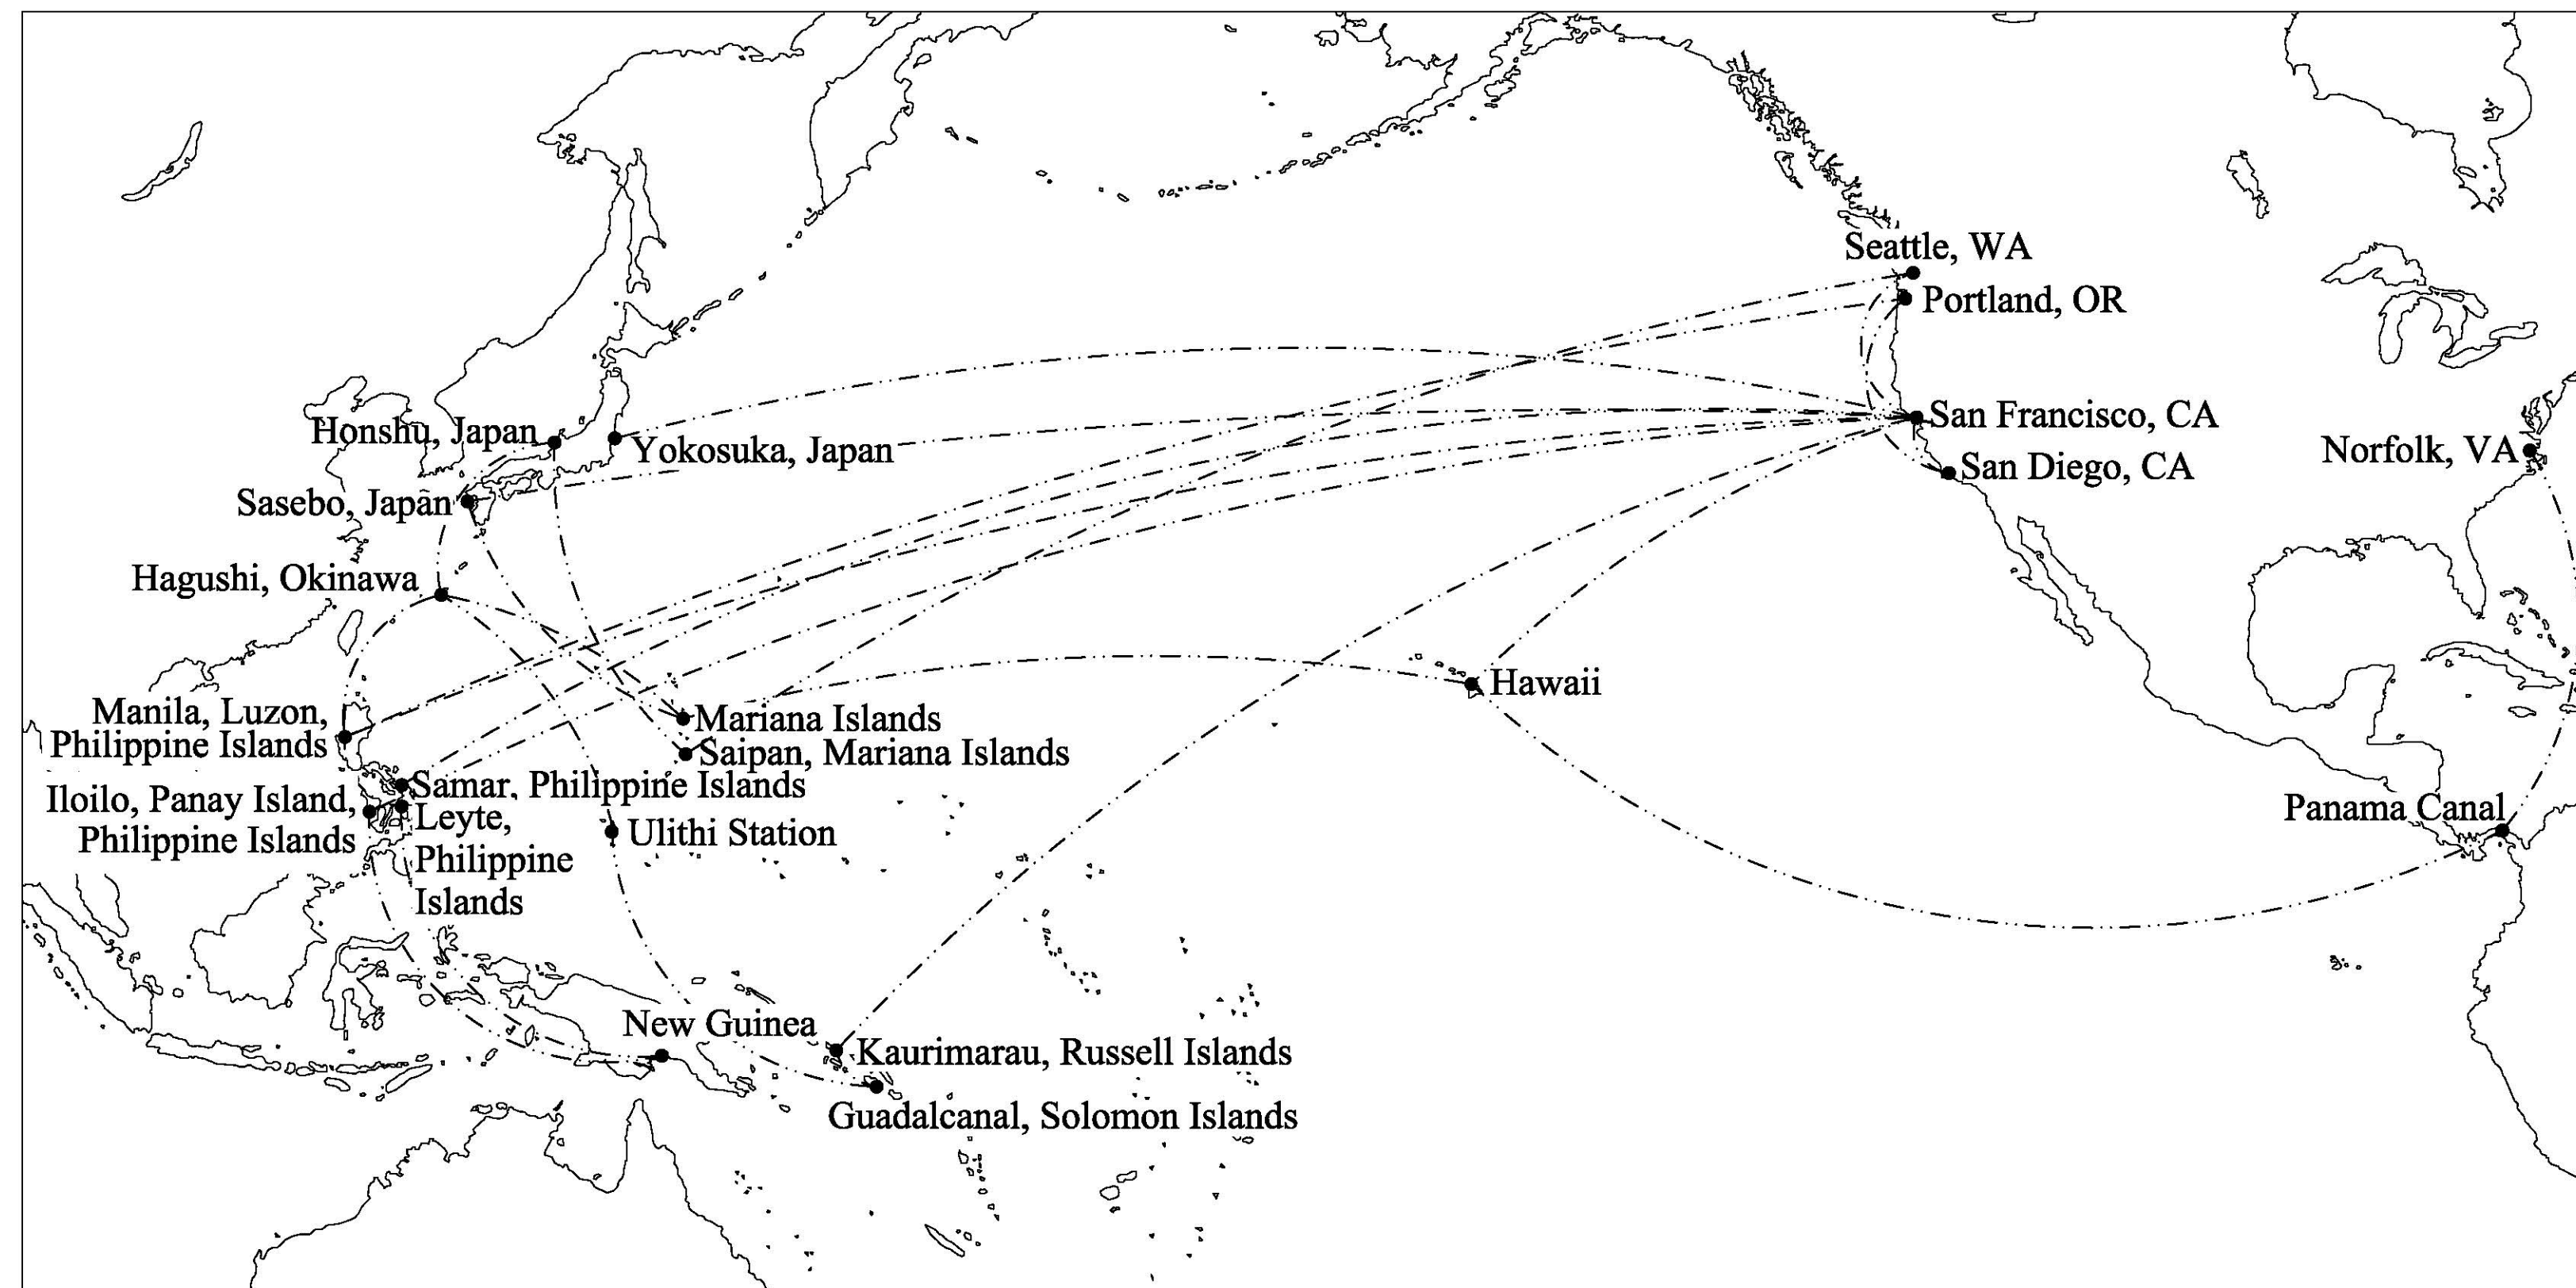 Seattle, WA
Portland, OR
San Francisco, CA
Honshu, Japan
Yokosuka, Japan
Norfolk, VA
San Diego, CA
Sasebo, Japan
Hagushi, Okinawa
Hawaii
Manila, Luzon,
Philippine Islands
Mariana Islands
Saipan, Mariana Islands
Samar, Philippine Islands
Iloilo, Panay Island,
Philippine Islands
Leyte,
Philippine
Islands
Ulithi Station
Panama Canal
New Guinea
Kaurimarau, Russell Islands
Guadalcanal, Solomon Islands